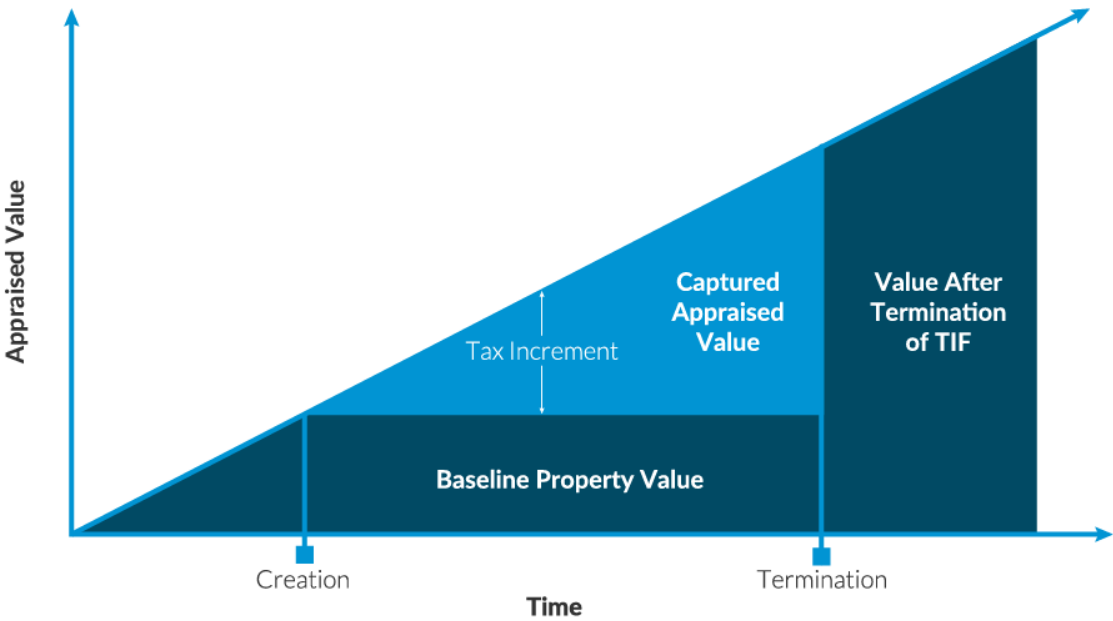 Appraised Value
Captured
Appraised
Value
Value After
Termination
of TIF
Tax Increment
Baseline Property Value
Creation
Termination
Time